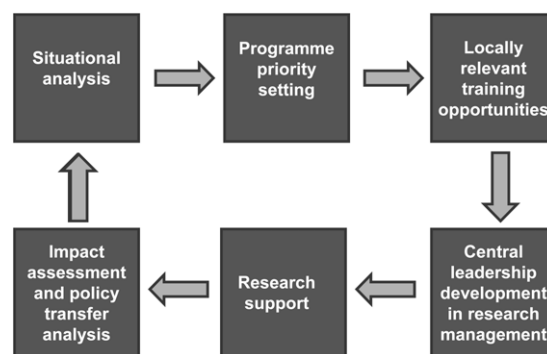 Situational
analysis
Programme
priority
setting
Locally
relevant
training
opportunities
Impact
assessment
and policy
transfer
analysis
Research
support
Central
leadership
development
in research
management